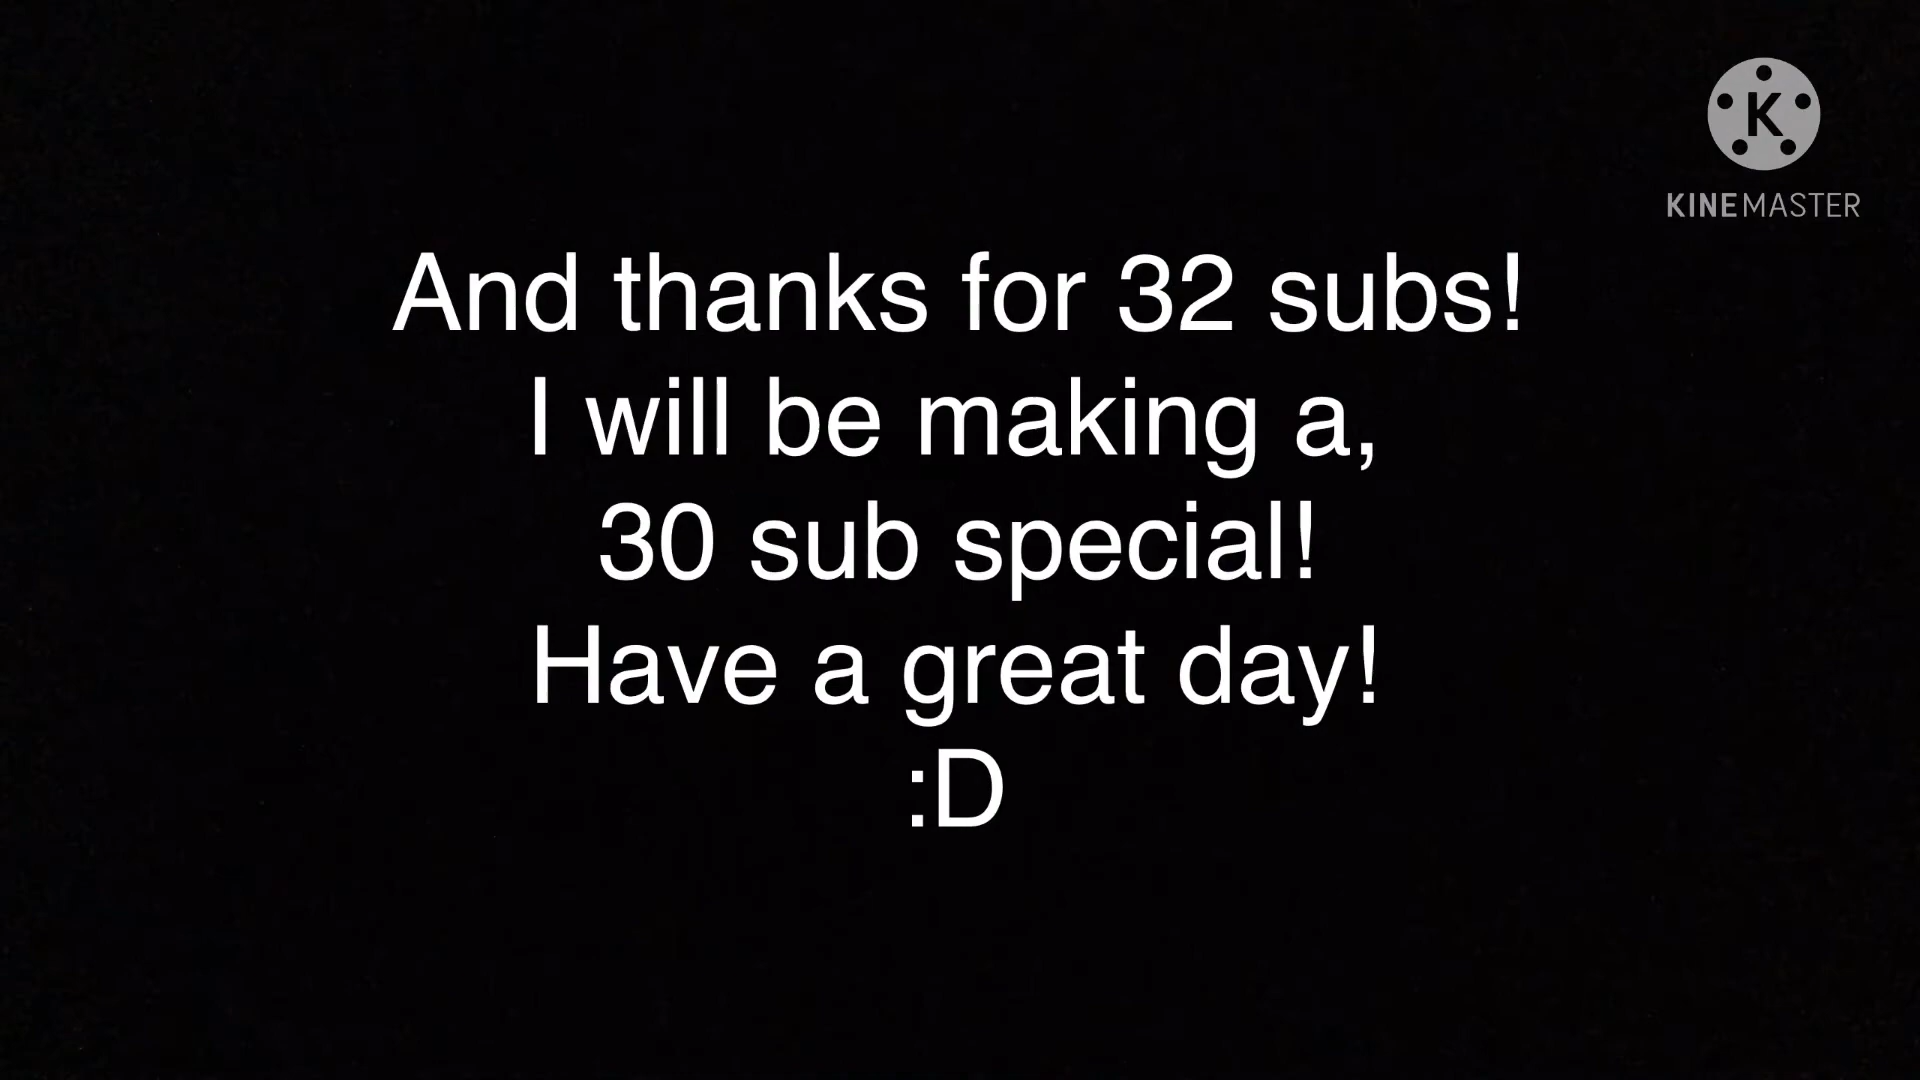 K
KINEMASTER
And thanks for 32 subs!
I will be making a,
30 sub special!
Have a great day!
:D